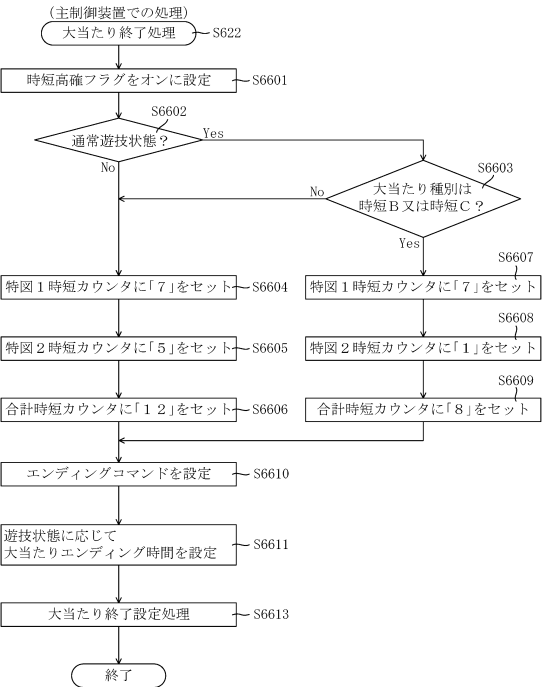 (主制御装置での処理)
大当たり終了処理
S622
時短高確フラグをオンに設定
S6601
S6602
通常遊技状態?
Yes
No
S6603
大当たり種別は
時短B又は時短C?
No
Yes
特図1時短カウンタに「7」をセット
S6604
S6607
特図1時短カウンタに「7」をセット
特図2時短カウンタに「5」をセット
S6605
S6608
特図2時短カウンタに「1」をセット
合計時短カウンタに「12」をセット
S6606
S6609
合計時短カウンタに「8」をセット
エンディングコマンドを設定
S6610
遊技状態に応じて
大当たりエンディング時間を設定
S6611
大当たり終了設定処理
S6613
終了